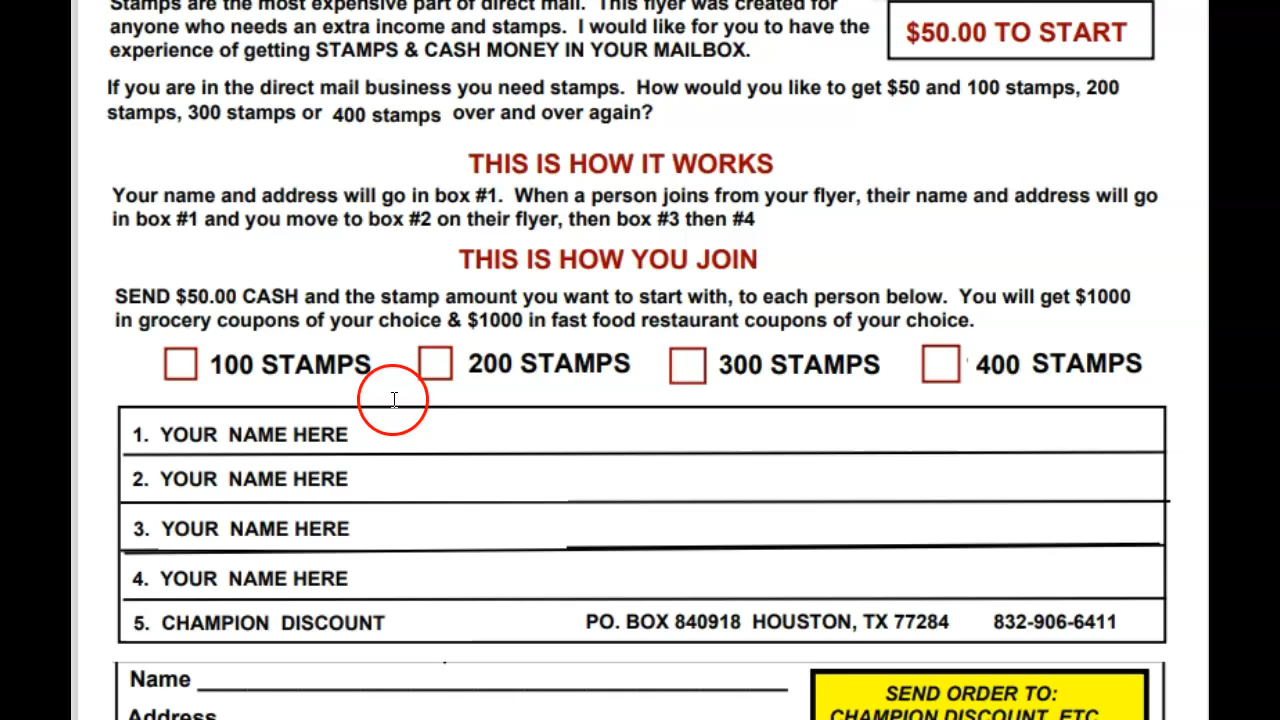 Stamps are the most expensive part of direct mail. This flyer was created for
anyone who needs an extra income and stamps. I would like for you to have the
experience of getting STAMPS & CASH MONEY IN YOUR MAILBOX.
$50.00 TO START
If you are in the direct mail business you need stamps. How would you like to get $50 and 100 stamps, 200
stamps, 300 stamps or 400 stamps over and over again?
THIS IS HOW IT WORKS
Your name and address will go in box #1. When a person joins from your flyer, their name and address will go
in box #1 and you move to box #2 on their flyer, then box #3 then #4
THIS IS HOW YOU JOIN
SEND $50.00 CASH and the stamp amount you want to start with, to each person below. You will get $1000
in grocery coupons of your choice & $1000 in fast food restaurant coupons of your choice.
100 STAMPS 200 STAMPS 300 STAMPS 400 STAMPS
1. YOUR NAME HERE
2. YOUR NAME HERE
3. YOUR NAME HERE
4. YOUR NAME HERE
5. CHAMPION DISCOUNT PO. BOX 840918 HOUSTON, TX 77284 832-906-6411
Name
Address
SEND ORDER TO:
CHAMPION DISCOUNT, ETC